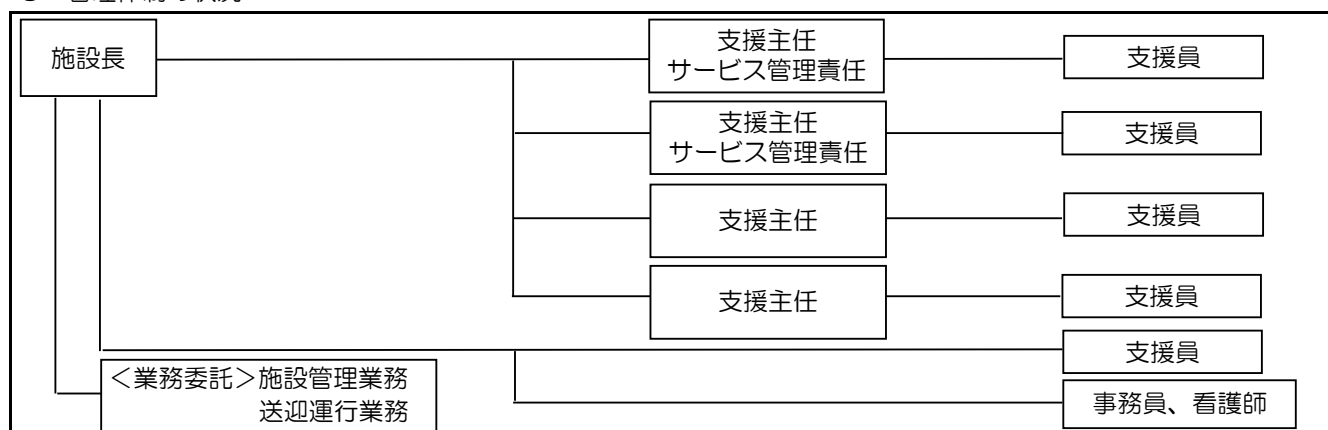 施設長
支援主任
サービス管理責任
支援員
支援主任
サービス管理責任
支援員
支援主任
支援員
支援主任
支援員
支援員
＜業務委託＞施設管理業務
送迎運行業務
事務員、看護師